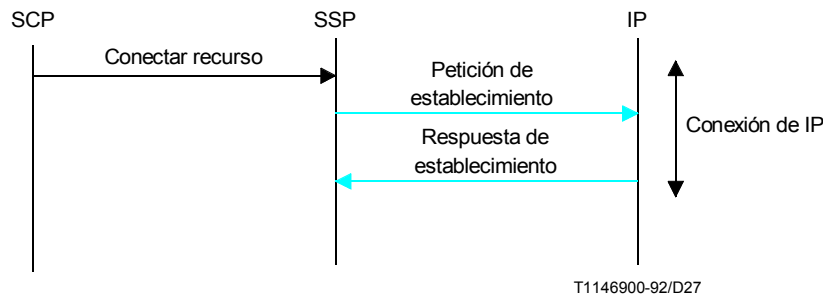 SCP
SSP
IP
Conectar recurso
Petición de
establecimiento
Respuesta de
establecimiento
Conexión de IP
T1146900-92/D27